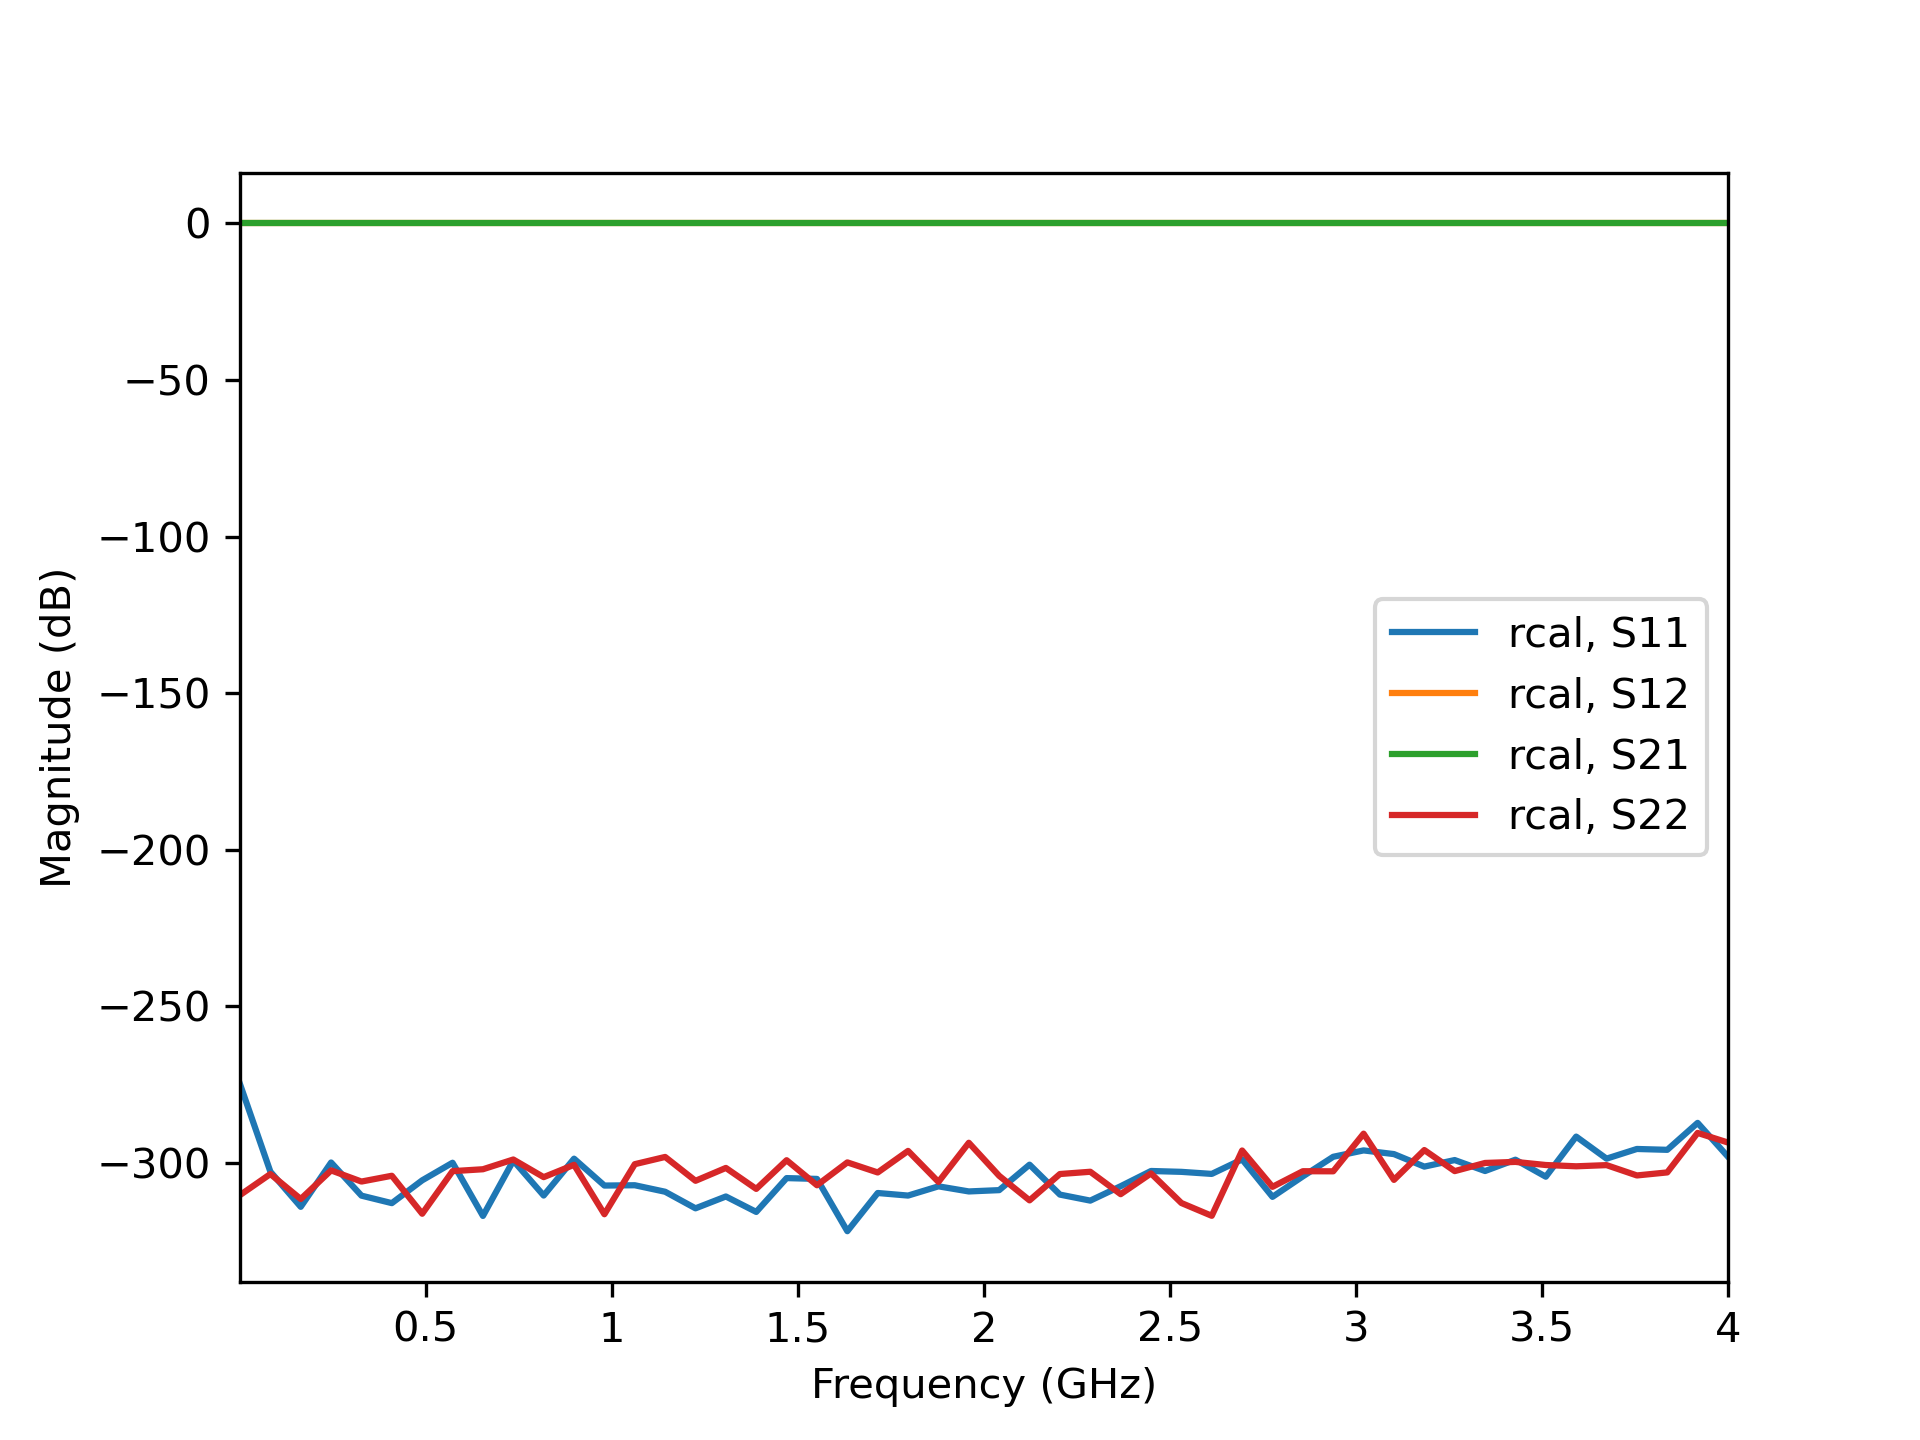 0
−50
−100
−150
−200
−250
−300
Magnitude (dB)
rcal, S11
rcal, S12
rcal, S21
rcal, S22
0.5 1 1.5 2 2.5 3 3.5 4
Frequency (GHz)